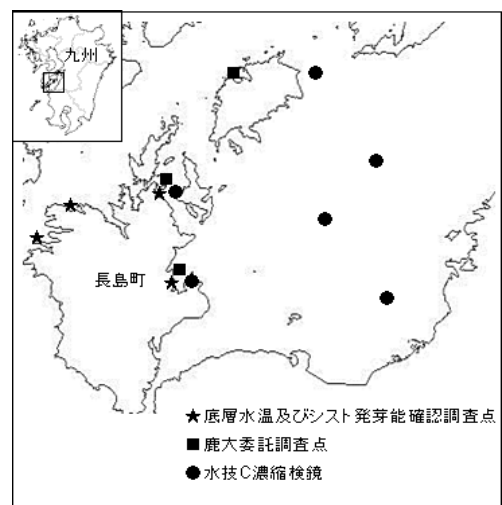 九州
長島町
★底層水温及びシスト発芽能確認調査点
■鹿大委託調査点
●水技C濃縮検鏡